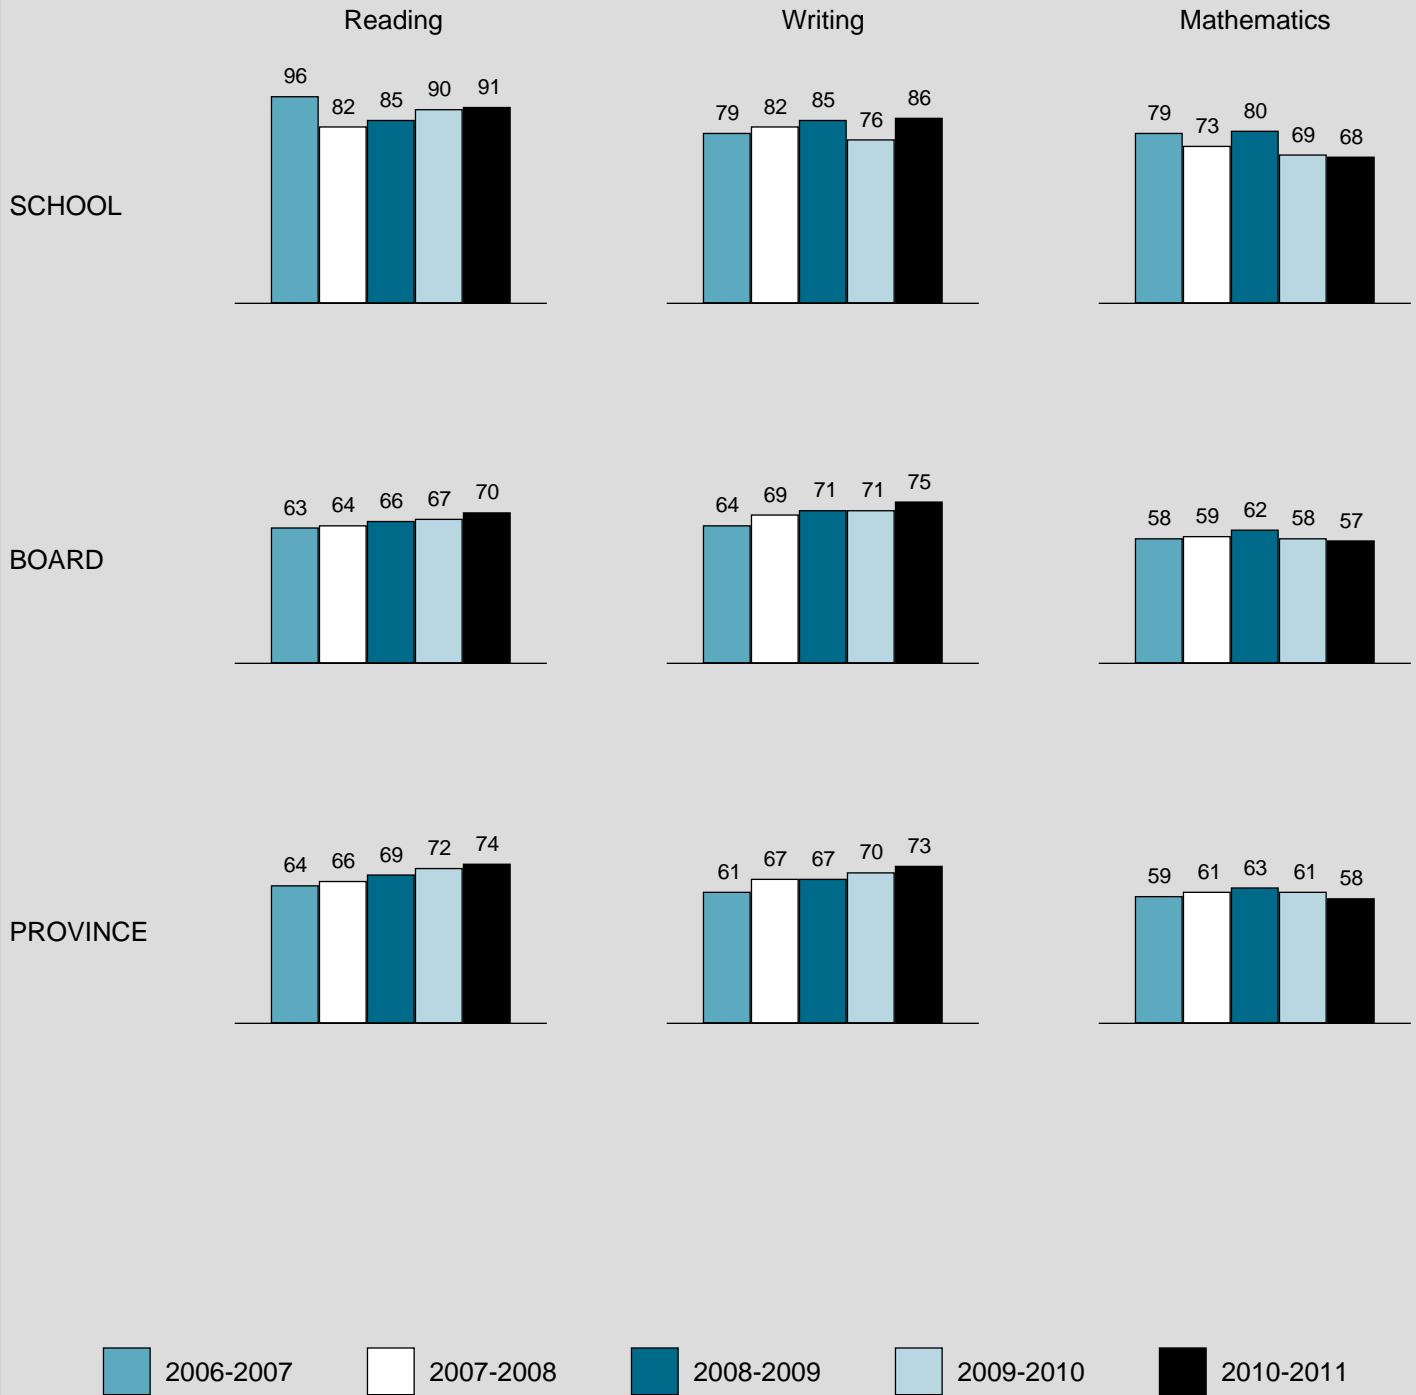 Reading Writing Mathematics
SCHOOL
96 82 85 90 91
79 82 85 76 86
79 73 80 69 68
BOARD
63 64 66 67 70
64 69 71 71 75
58 59 62 58 57
PROVINCE
64 66 69 72 74
61 67 67 70 73
59 61 63 61 58
2006-2007 2007-2008 2008-2009 2009-2010 2010-2011